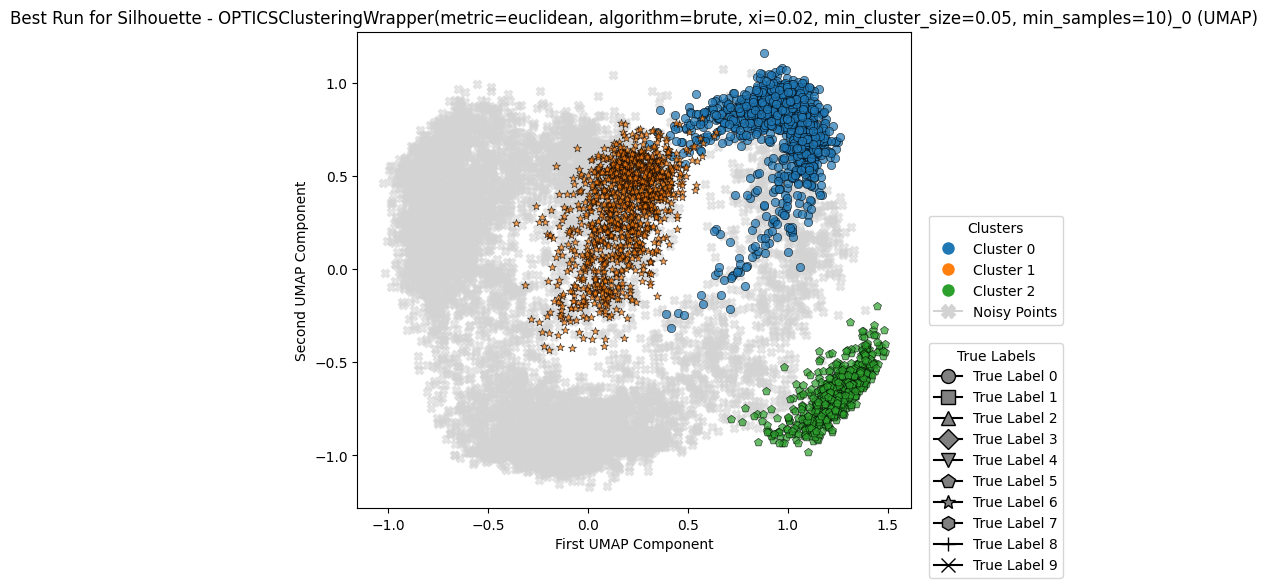 Best Run for Silhouette - OPTICSClusteringWrapper(metric=euclidean, algorithm=brute, xi=0.02, min_cluster_size=0.05, min_samples=10)_0 (UMAP)
1.0
0.5
0.0
−0.5
−1.0
Second UMAP Component
−1.0
−0.5
0.0
0.5
1.0
1.5
First UMAP Component
Clusters
Cluster 0
Cluster 1
Cluster 2
Noisy Points
True Labels
True Label 0
True Label 1
True Label 2
True Label 3
True Label 4
True Label 5
True Label 6
True Label 7
True Label 8
True Label 9